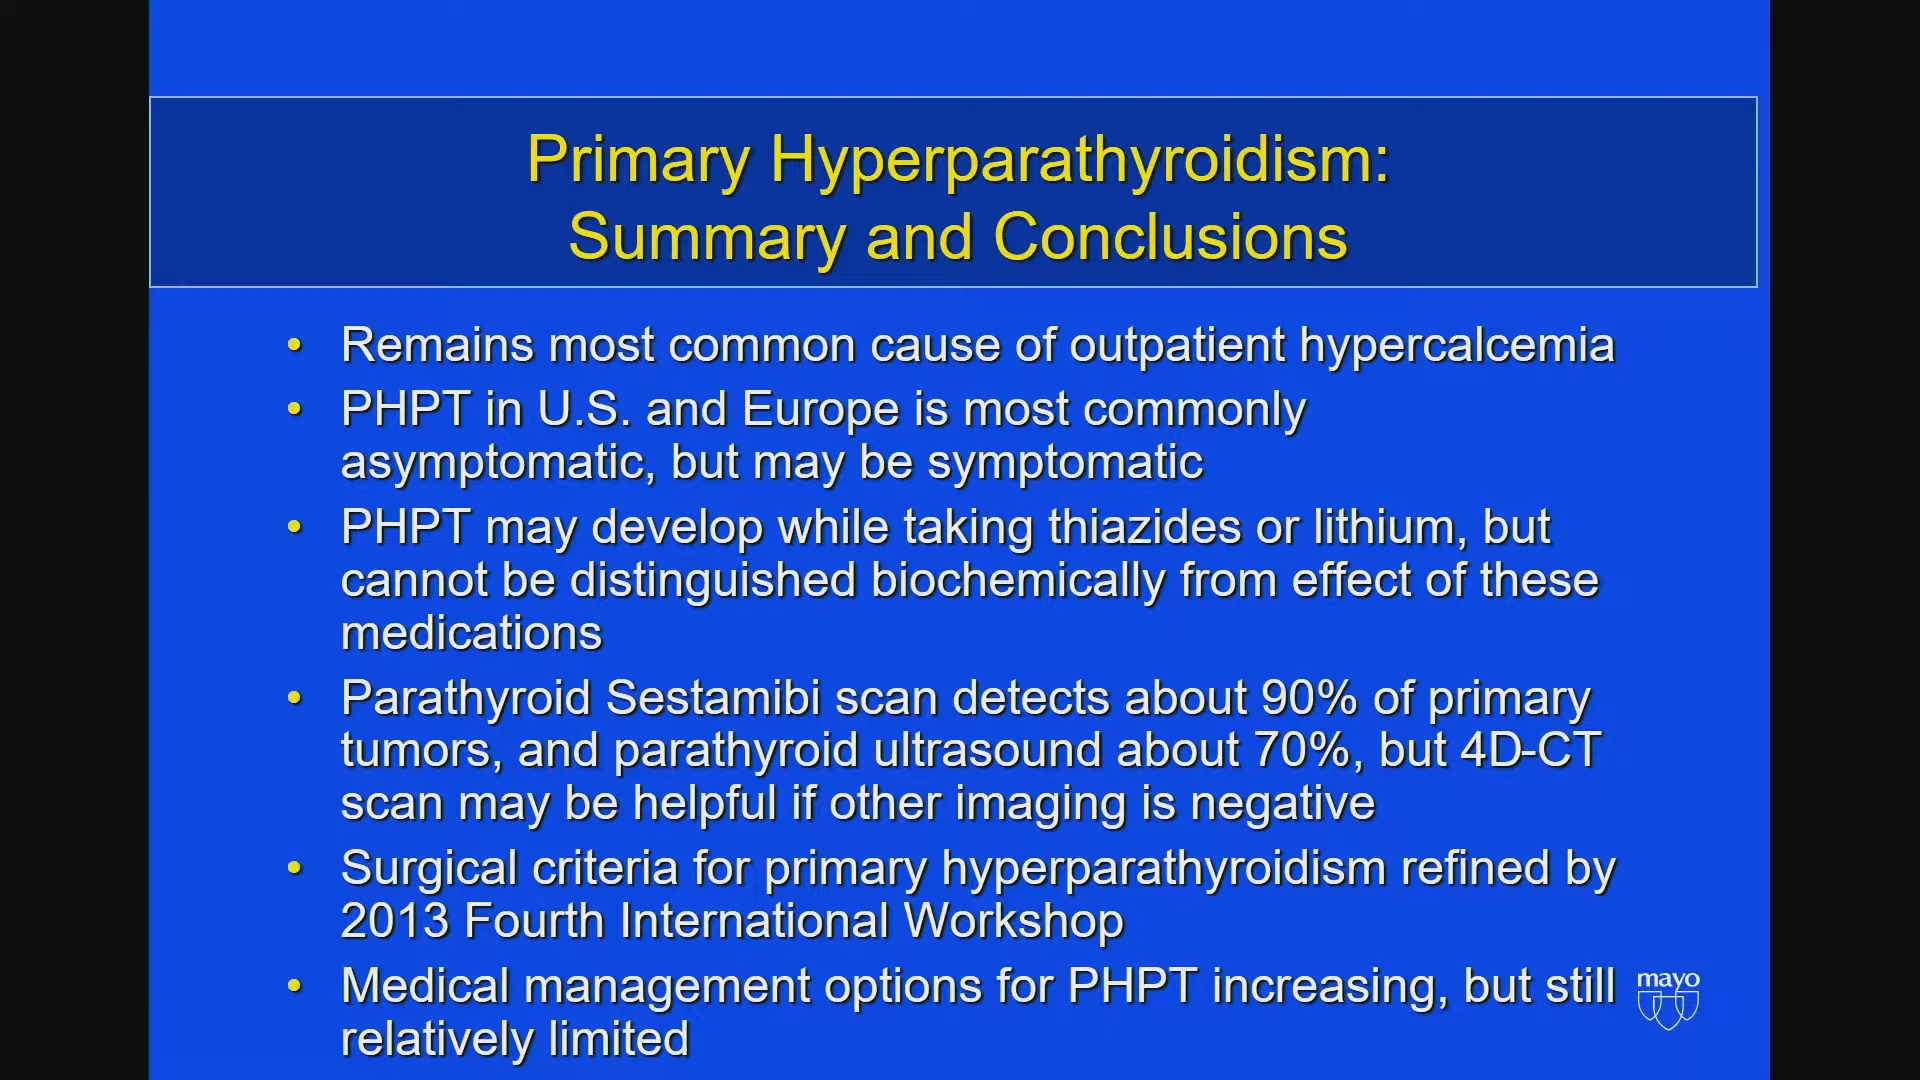 Primary Hyperparathyroidism:
Summary and Conclusions
• Remains most common cause of outpatient hypercalcemia
• PHPT in U.S. and Europe is most commonly
asymptomatic, but may be symptomatic
• PHPT may develop while taking thiazides or lithium, but
cannot be distinguished biochemically from effect of these
medications
• Parathyroid Sestamibi scan detects about 90% of primary
tumors, and parathyroid ultrasound about 70%, but 4D-CT
scan may be helpful if other imaging is negative
• Surgical criteria for primary hyperparathyroidism refined by
2013 Fourth International Workshop
• Medical management options for PHPT increasing, but still
relatively limited
mayo